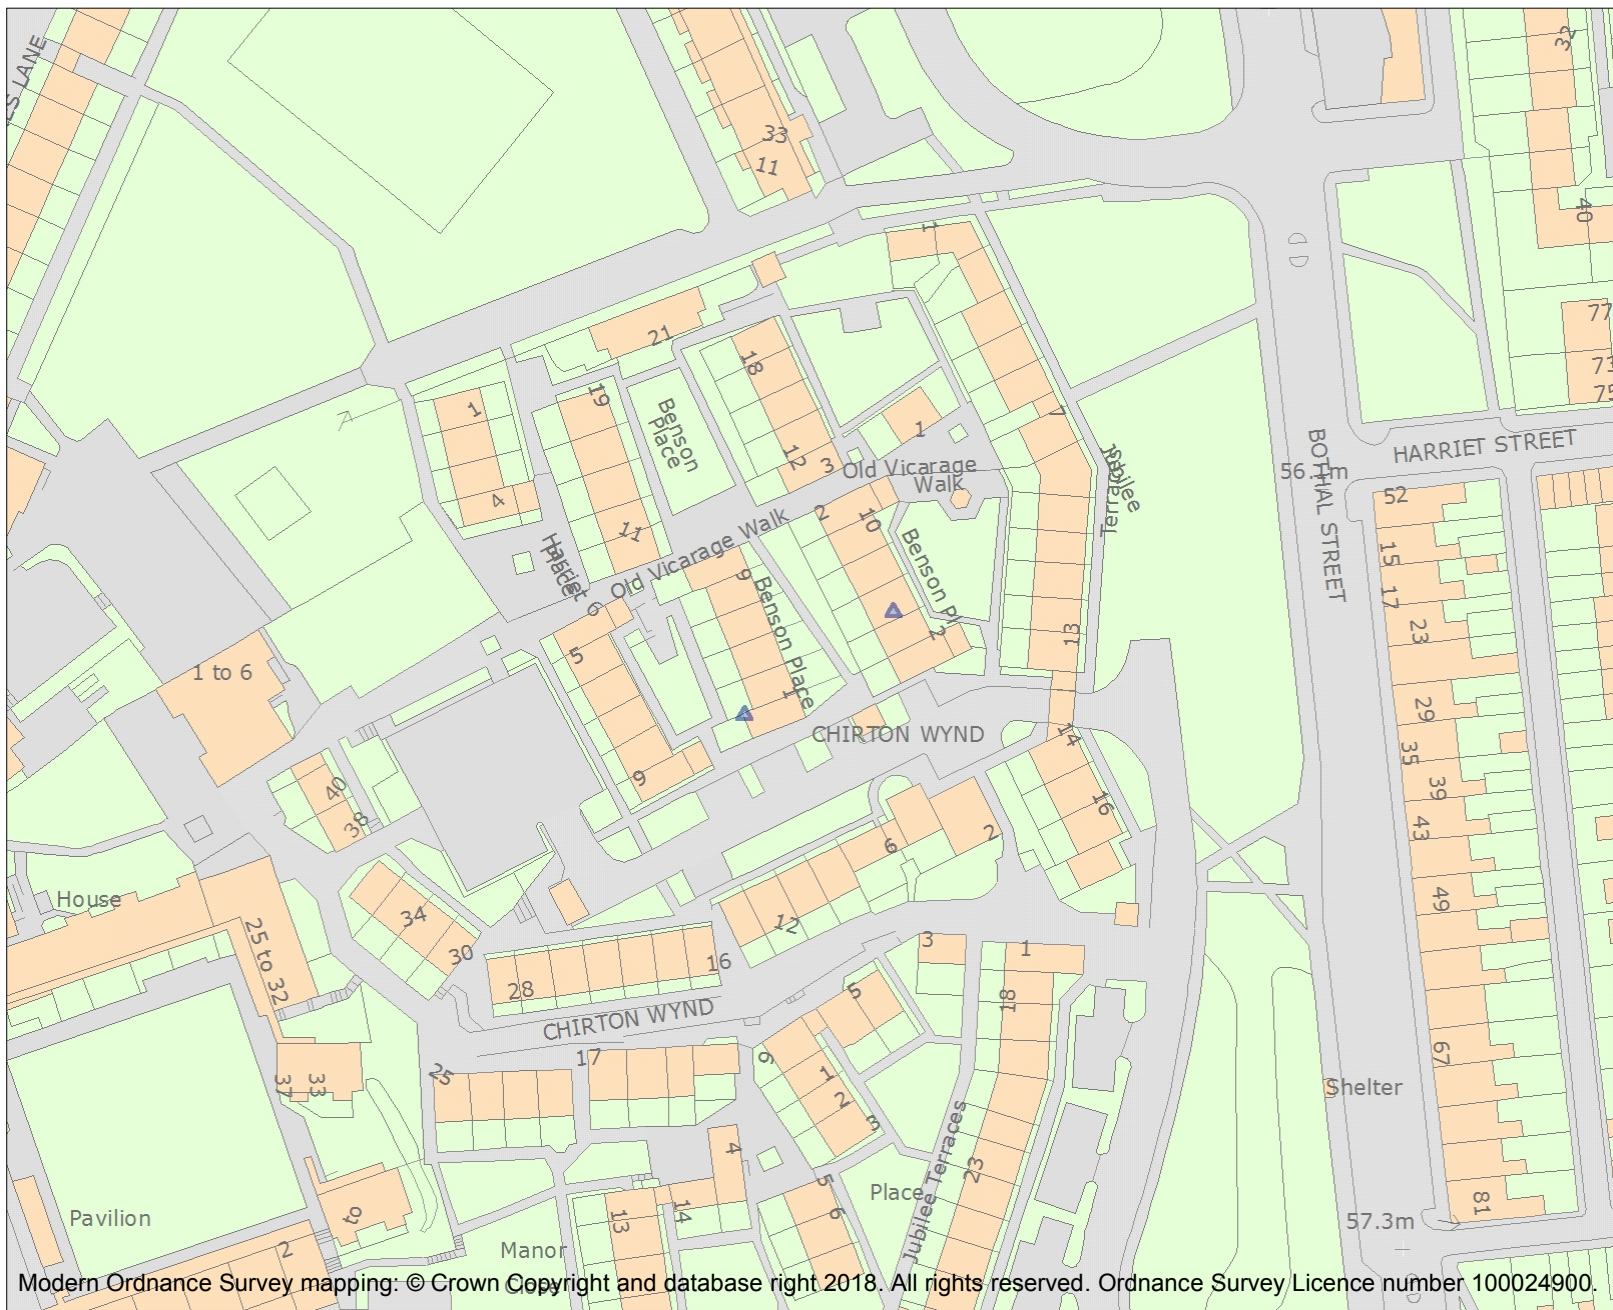 S LANE
32
33
11
40
1
77
21
73
18
75
1
19
Benson
Place
7
1
HARRIET STREET
12
3
Old Vicarage
Walk
Jubilee
Terrace
56.1m
BOTHAL STREET
52
4
2
10
11
Old Vicarage Walk
Harriet
Place
15
9
Benson Pl
17
6
Benson Place
23
2
13
5
1 to 6
1
29
CHIRTON WYND
14
35
9
39
40
16
43
38
2
6
House
34
49
12
25 to 32
30
3
1
16
28
5
18
CHIRTON WYND
17
6
67
25
37
33
1
2
3
Shelter
Jubilee Terraces
4
23
5
Place
81
Pavilion
to
13
14
6
57.3m
2
Manor
Close
Modern Ordnance Survey mapping: © Crown Copyright and database right 2018. All rights reserved. Ordnance Survey Licence number 100024900.